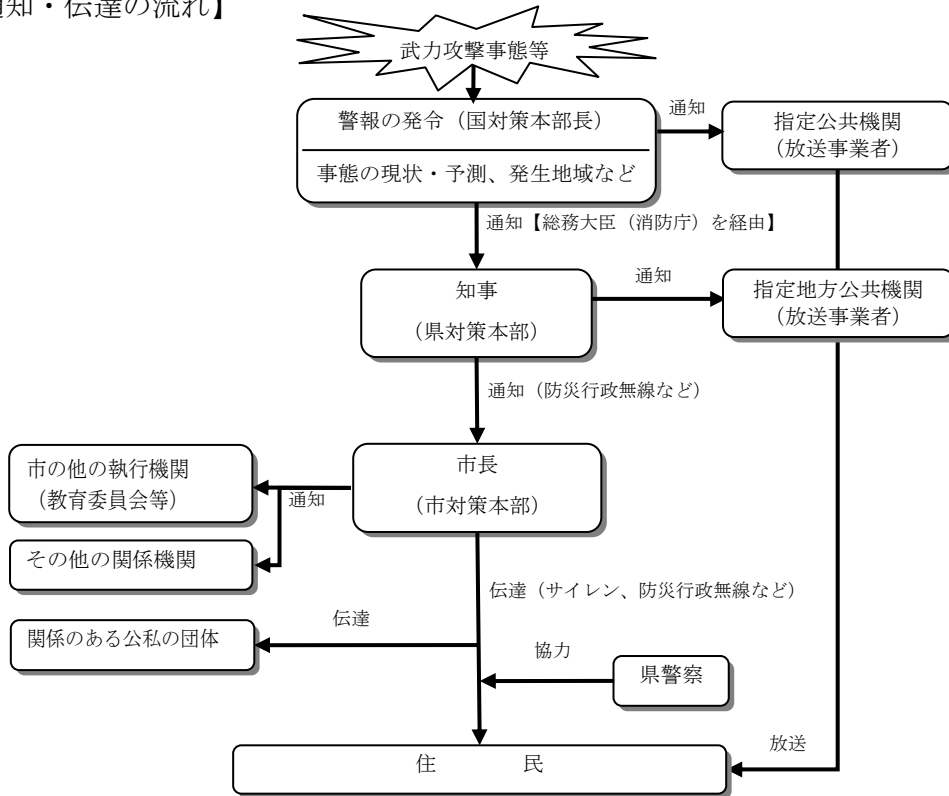 知・伝達の流れ】
武力攻撃事態等
警報の発令（国対策本部長）
事態の現状・予測、発生地域など
通知
指定公共機関
（放送事業者）
通知【総務大臣（消防庁）を経由】
知事
（県対策本部）
通知
指定地方公共機関
（放送事業者）
通知（防災行政無線など）
市長
（市対策本部）
市の他の執行機関
（教育委員会等）
通知
その他の関係機関
伝達（サイレン、防災行政無線など）
伝達
関係のある公私の団体
協力
県警察
放送
住　　　　民